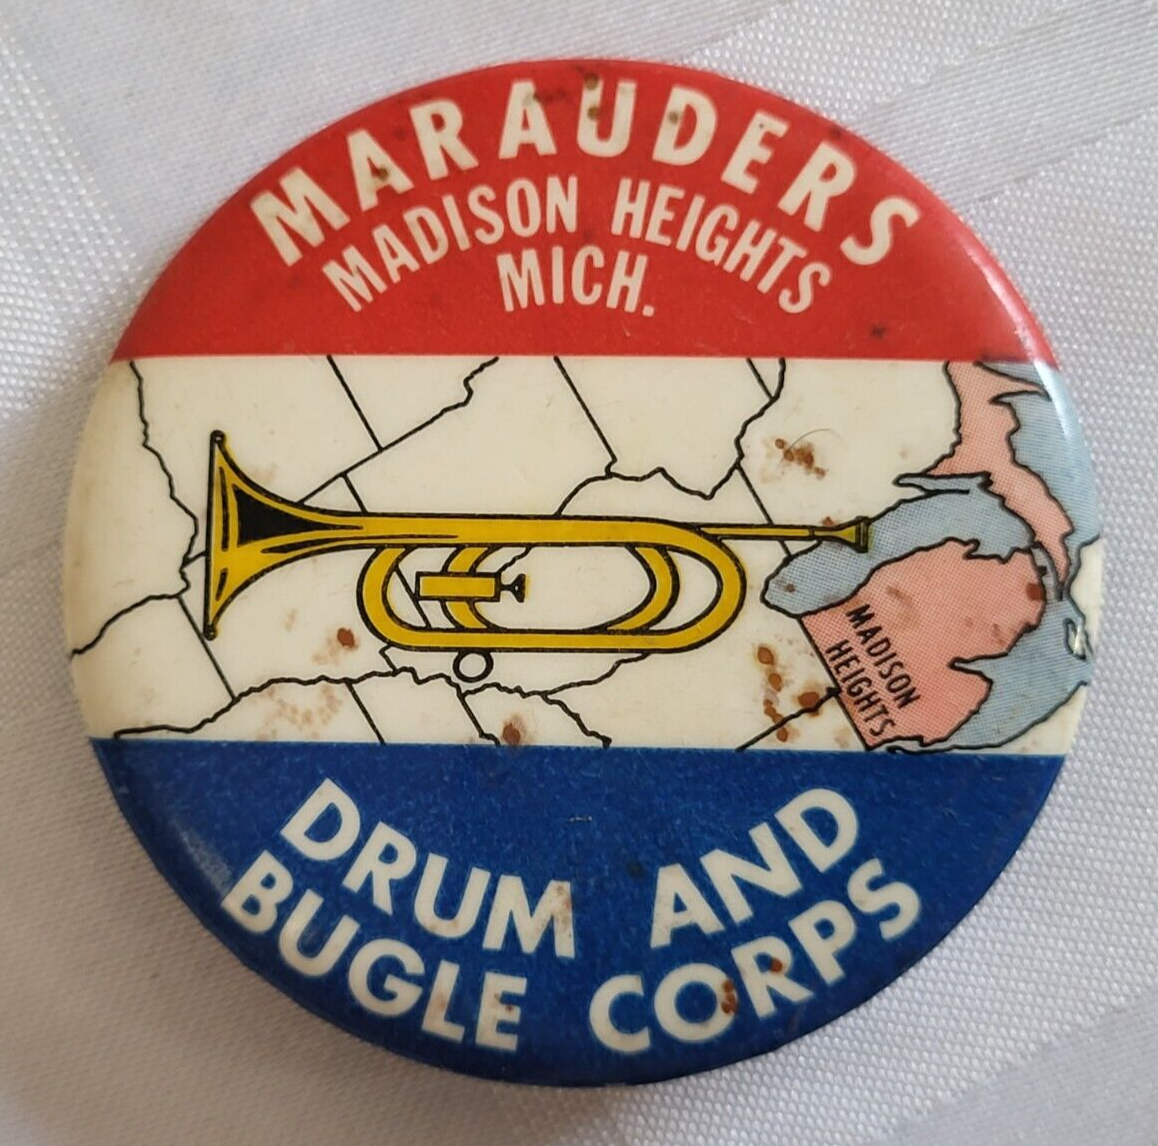 MARAUDERS
MADISON HEIGHTS
MICH.
MADISON
HEIGHTS
DRUM AND
BUGLE CORPS